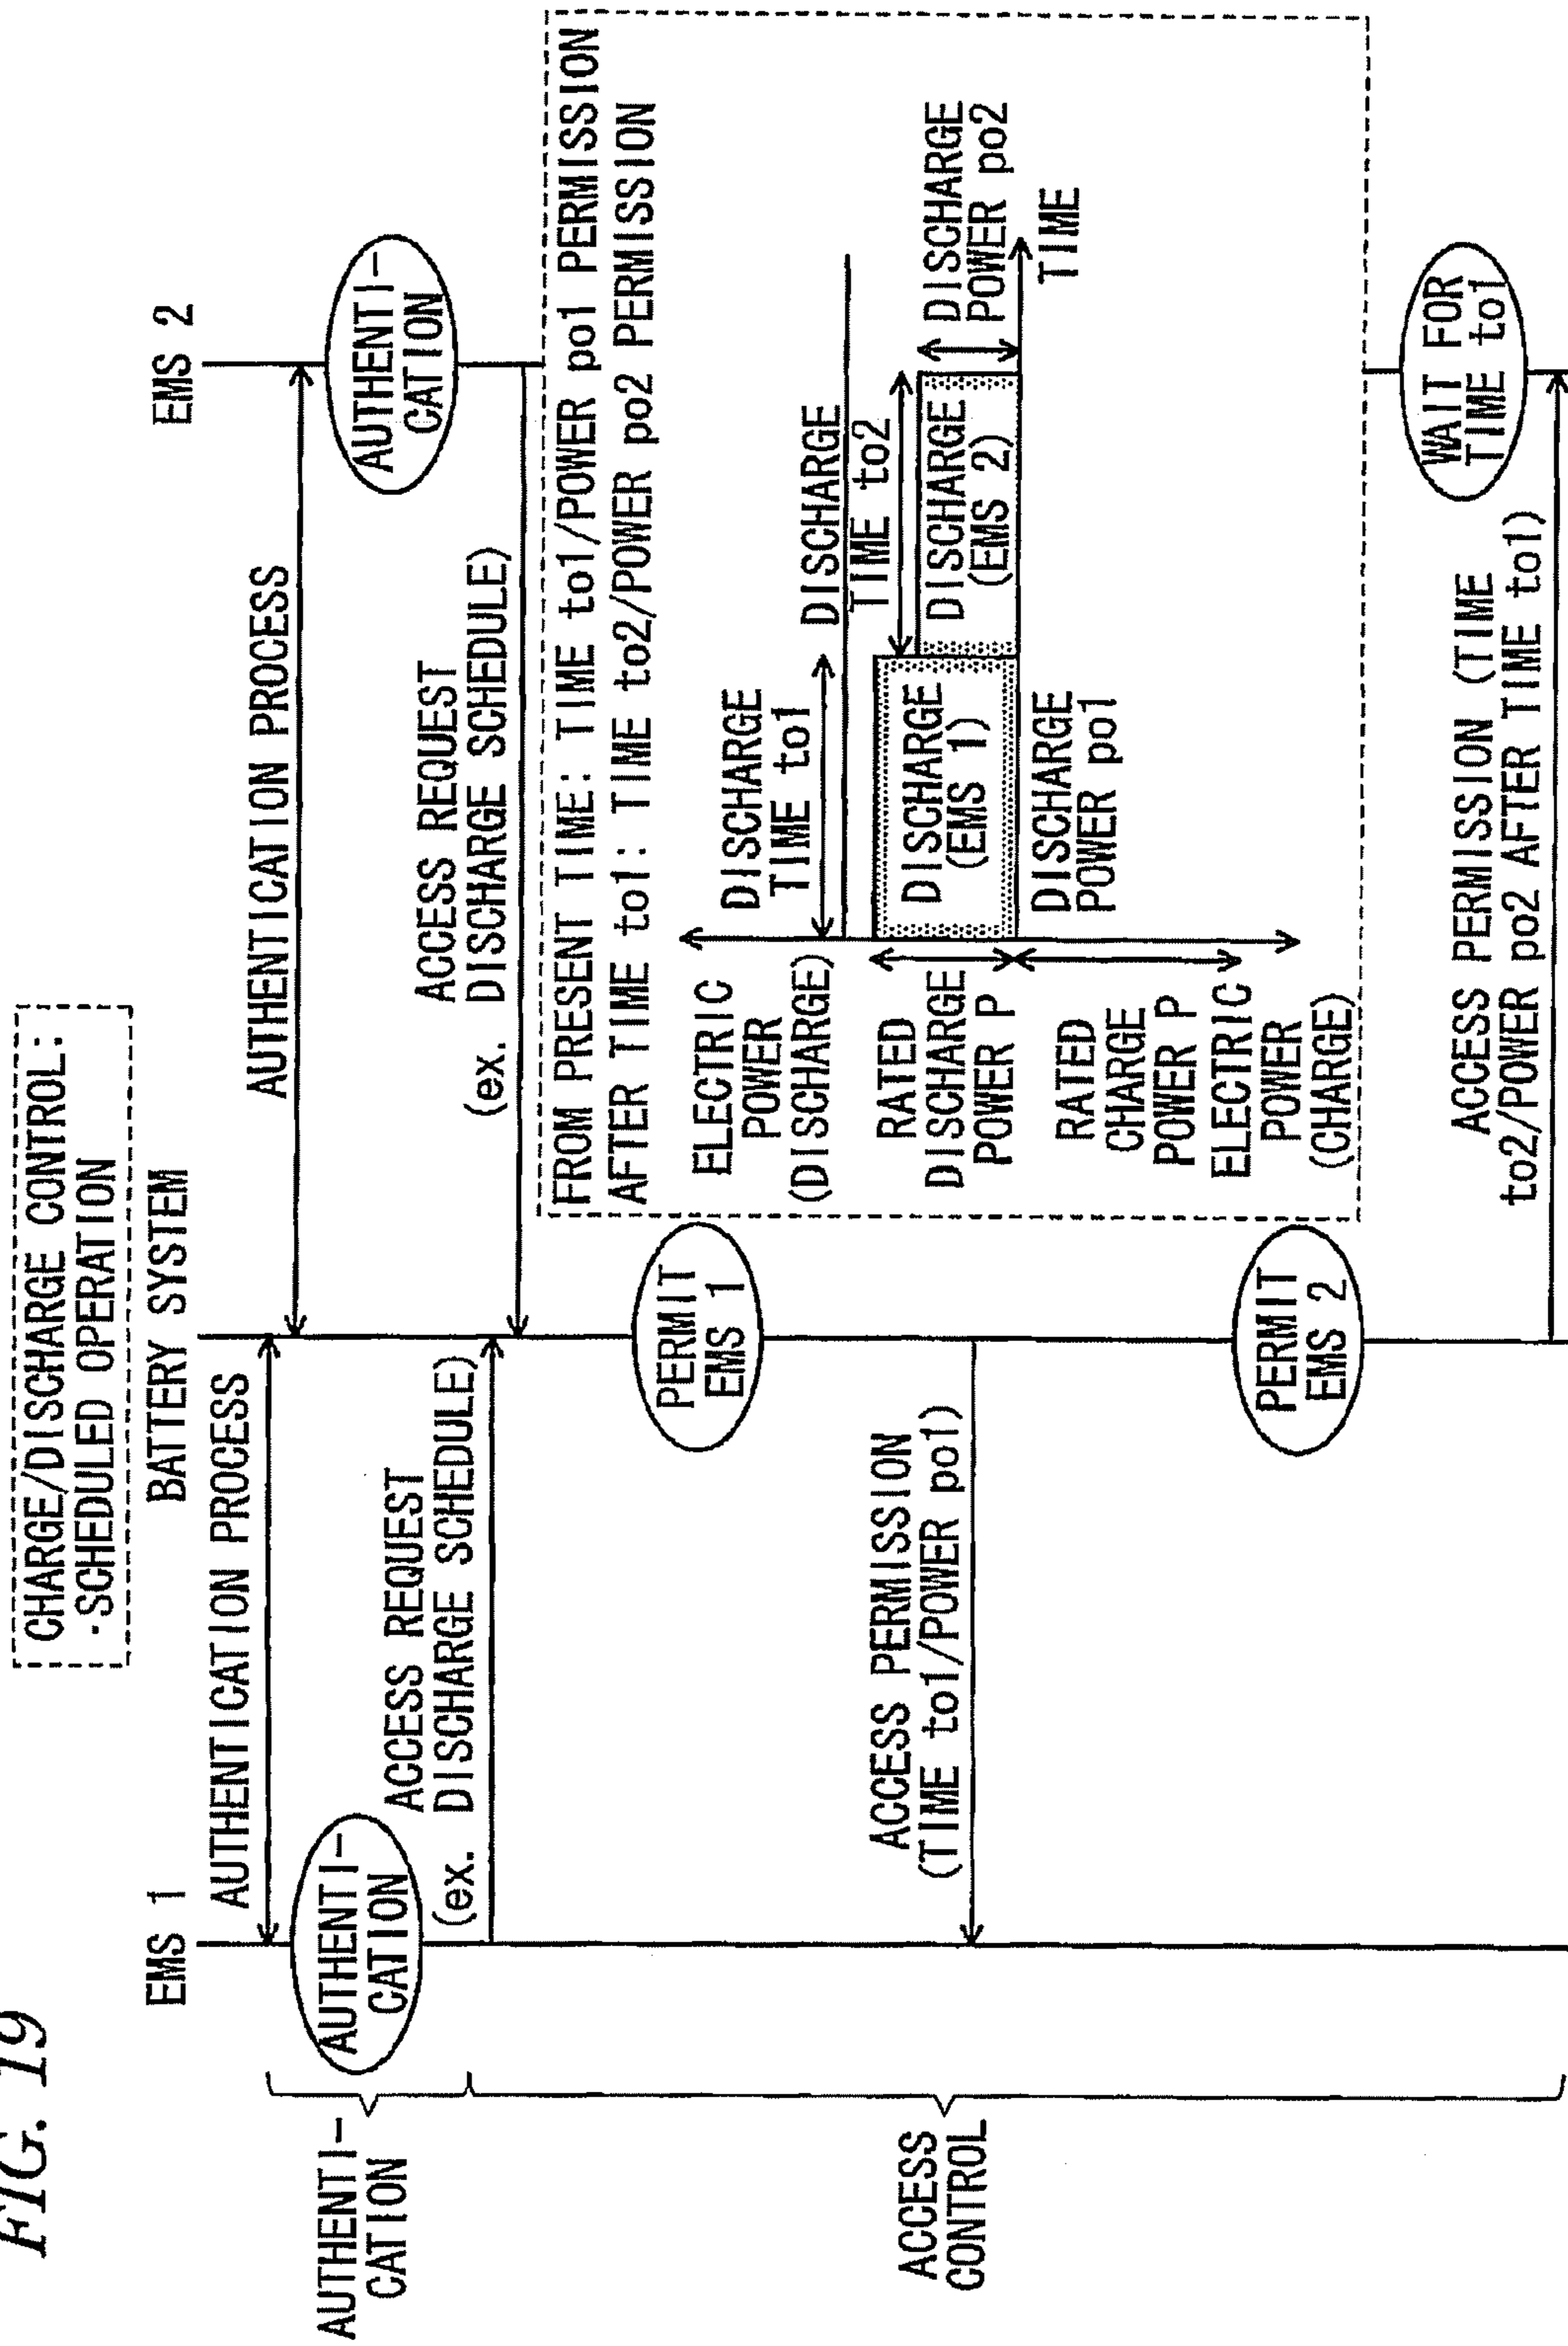 FIG. 19
CHARGE/DISCHARGE CONTROL:
·SCHEDULED OPERATION
EMS 1
BATTERY SYSTEM
EMS 2
AUTHENTICATION PROCESS
AUTHENTICATION PROCESS
AUTHENTI-
CATION
AUTHENTI-
CATION
AUTHENTI-
CATION
ACCESS REQUEST
(ex. DISCHARGE SCHEDULE)
ACCESS REQUEST
(ex. DISCHARGE SCHEDULE)
FROM PRESENT TIME: TIME to1/POWER po1 PERMISSION
AFTER TIME to1: TIME to2/POWER po2 PERMISSION
PERMIT
EMS 1
ELECTRIC
POWER
(DISCHARGE)
DISCHARGE
TIME to1
DISCHARGE
TIME to2
RATED
DISCHARGE
POWER P
DISCHARGE
(EMS 1)
DISCHARGE
(EMS 2)
DISCHARGE
POWER po2
TIME
DISCHARGE
POWER po1
RATED
CHARGE
POWER P
ELECTRIC
POWER
(CHARGE)
ACCESS
CONTROL
ACCESS PERMISSION
(TIME to1/POWER po1)
PERMIT
EMS 2
WAIT FOR
TIME to1
ACCESS PERMISSION (TIME
to2/POWER po2 AFTER TIME to1)